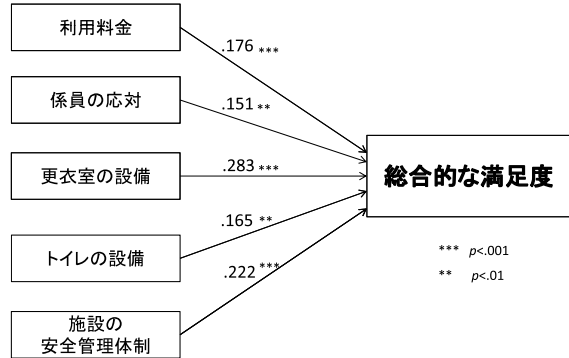 利用料金
.176 ***
係員の応対
.151 **
更衣室の設備
.283 ***
総合的な満足度
トイレの設備
.165 **
*** p<.001
** p<.01
.222 ***
施設の
安全管理体制